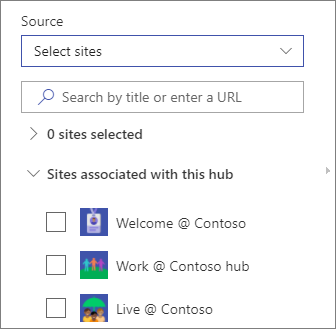 Source
Select sites
Search by title or enter a URL
0 sites selected
Sites associated with this hub
Welcome @ Contoso
Work @ Contoso hub
Live @ Contoso